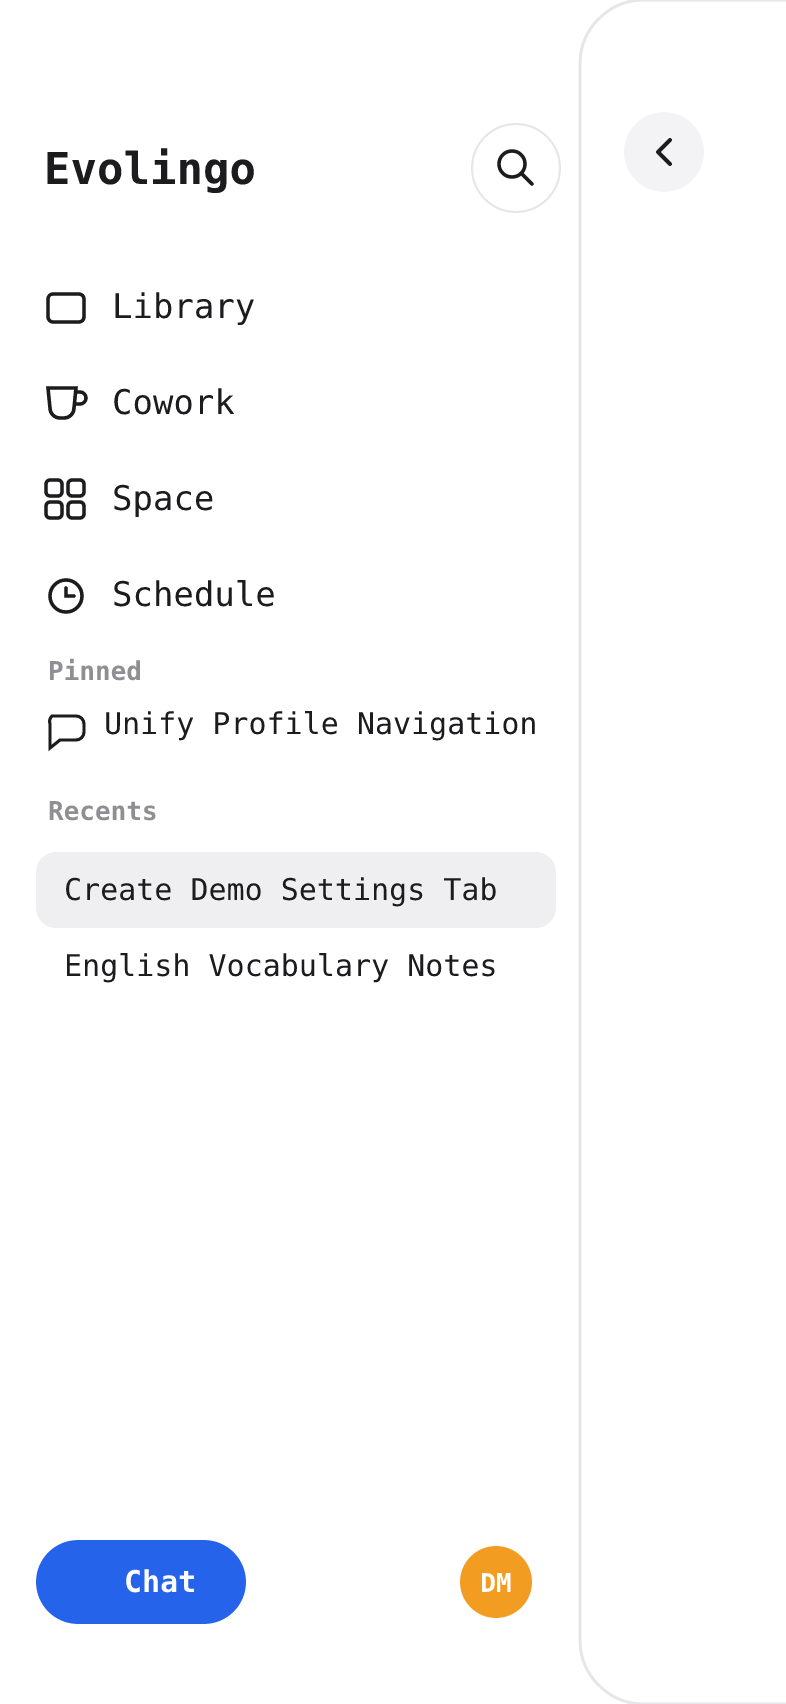 Evolingo
Library
Cowork
Space
Schedule
Pinned
Unify Profile Navigation
Recents
Create Demo Settings Tab
English Vocabulary Notes
Chat
DM